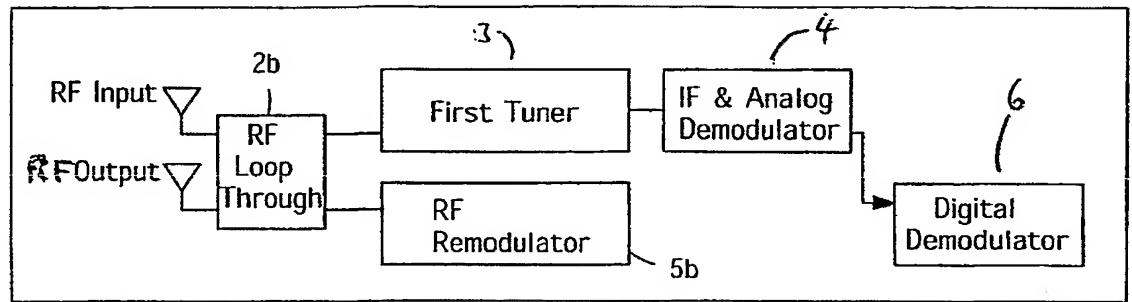 3
4
2b
RF Input
First Tuner
IF & Analog
Demodulator
6
RF
Loop
Through
RF Output
RF
Remodulator
5b
Digital
Demodulator